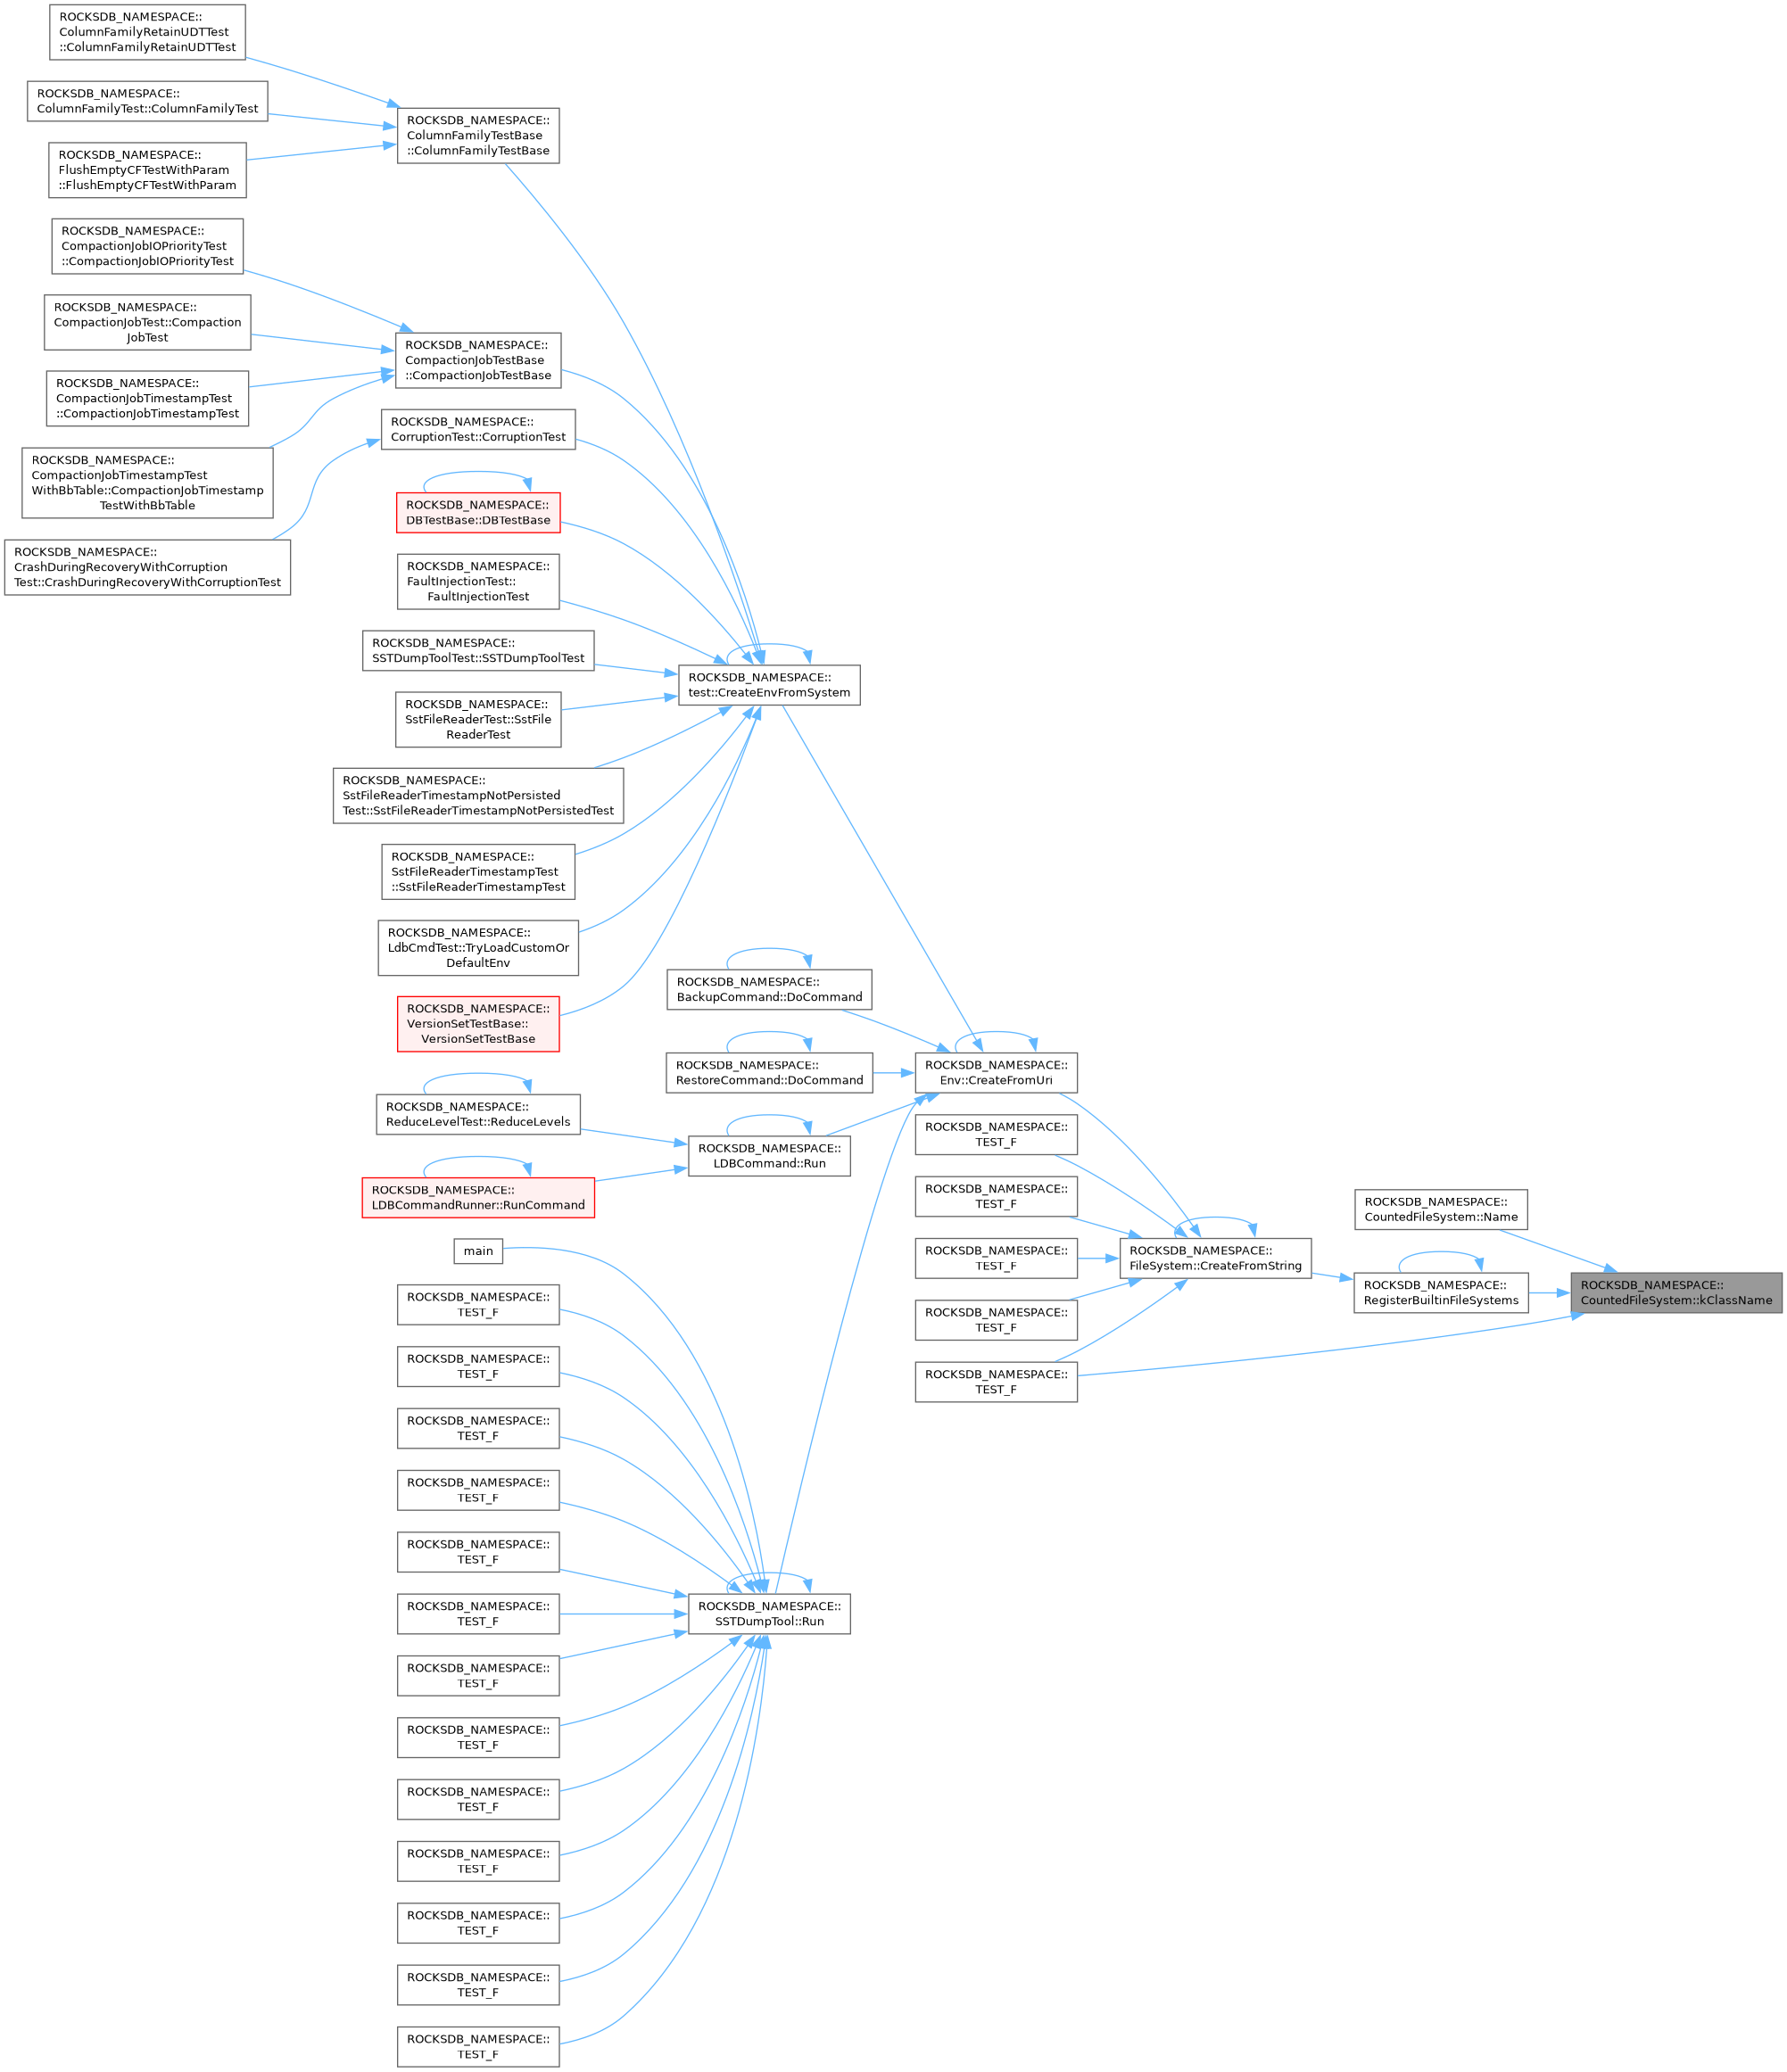 ROCKSDB_NAMESPACE::
ColumnFamilyRetainUDTTest
::ColumnFamilyRetainUDTTest
ROCKSDB_NAMESPACE::
ColumnFamilyTest::ColumnFamilyTest
ROCKSDB_NAMESPACE::
FlushEmptyCFTestWithParam
::FlushEmptyCFTestWithParam
ROCKSDB_NAMESPACE::
CompactionJobIOPriorityTest
::CompactionJobIOPriorityTest
ROCKSDB_NAMESPACE::
CompactionJobTest::Compaction
JobTest
ROCKSDB_NAMESPACE::
CompactionJobTimestampTest
::CompactionJobTimestampTest
ROCKSDB_NAMESPACE::
CompactionJobTimestampTest
WithBbTable::CompactionJobTimestamp
TestWithBbTable
ROCKSDB_NAMESPACE::
CrashDuringRecoveryWithCorruption
Test::CrashDuringRecoveryWithCorruptionTest
ROCKSDB_NAMESPACE::
ColumnFamilyTestBase
::ColumnFamilyTestBase
ROCKSDB_NAMESPACE::
CompactionJobTestBase
::CompactionJobTestBase
ROCKSDB_NAMESPACE::
CorruptionTest::CorruptionTest
ROCKSDB_NAMESPACE::
DBTestBase::DBTestBase
ROCKSDB_NAMESPACE::
FaultInjectionTest::
FaultInjectionTest
ROCKSDB_NAMESPACE::
SSTDumpToolTest::SSTDumpToolTest
ROCKSDB_NAMESPACE::
SstFileReaderTest::SstFile
ReaderTest
ROCKSDB_NAMESPACE::
SstFileReaderTimestampNotPersisted
Test::SstFileReaderTimestampNotPersistedTest
ROCKSDB_NAMESPACE::
SstFileReaderTimestampTest
::SstFileReaderTimestampTest
ROCKSDB_NAMESPACE::
LdbCmdTest::TryLoadCustomOr
DefaultEnv
ROCKSDB_NAMESPACE::
VersionSetTestBase::
VersionSetTestBase
ROCKSDB_NAMESPACE::
ReduceLevelTest::ReduceLevels
ROCKSDB_NAMESPACE::
LDBCommandRunner::RunCommand
main
ROCKSDB_NAMESPACE::
TEST_F
ROCKSDB_NAMESPACE::
TEST_F
ROCKSDB_NAMESPACE::
TEST_F
ROCKSDB_NAMESPACE::
TEST_F
ROCKSDB_NAMESPACE::
TEST_F
ROCKSDB_NAMESPACE::
TEST_F
ROCKSDB_NAMESPACE::
TEST_F
ROCKSDB_NAMESPACE::
TEST_F
ROCKSDB_NAMESPACE::
TEST_F
ROCKSDB_NAMESPACE::
TEST_F
ROCKSDB_NAMESPACE::
TEST_F
ROCKSDB_NAMESPACE::
TEST_F
ROCKSDB_NAMESPACE::
TEST_F
ROCKSDB_NAMESPACE::
test::CreateEnvFromSystem
ROCKSDB_NAMESPACE::
BackupCommand::DoCommand
ROCKSDB_NAMESPACE::
RestoreCommand::DoCommand
ROCKSDB_NAMESPACE::
LDBCommand::Run
ROCKSDB_NAMESPACE::
SSTDumpTool::Run
ROCKSDB_NAMESPACE::
Env::CreateFromUri
ROCKSDB_NAMESPACE::
TEST_F
ROCKSDB_NAMESPACE::
TEST_F
ROCKSDB_NAMESPACE::
TEST_F
ROCKSDB_NAMESPACE::
TEST_F
ROCKSDB_NAMESPACE::
TEST_F
ROCKSDB_NAMESPACE::
FileSystem::CreateFromString
ROCKSDB_NAMESPACE::
CountedFileSystem::Name
ROCKSDB_NAMESPACE::
RegisterBuiltinFileSystems
ROCKSDB_NAMESPACE::
CountedFileSystem::kClassName